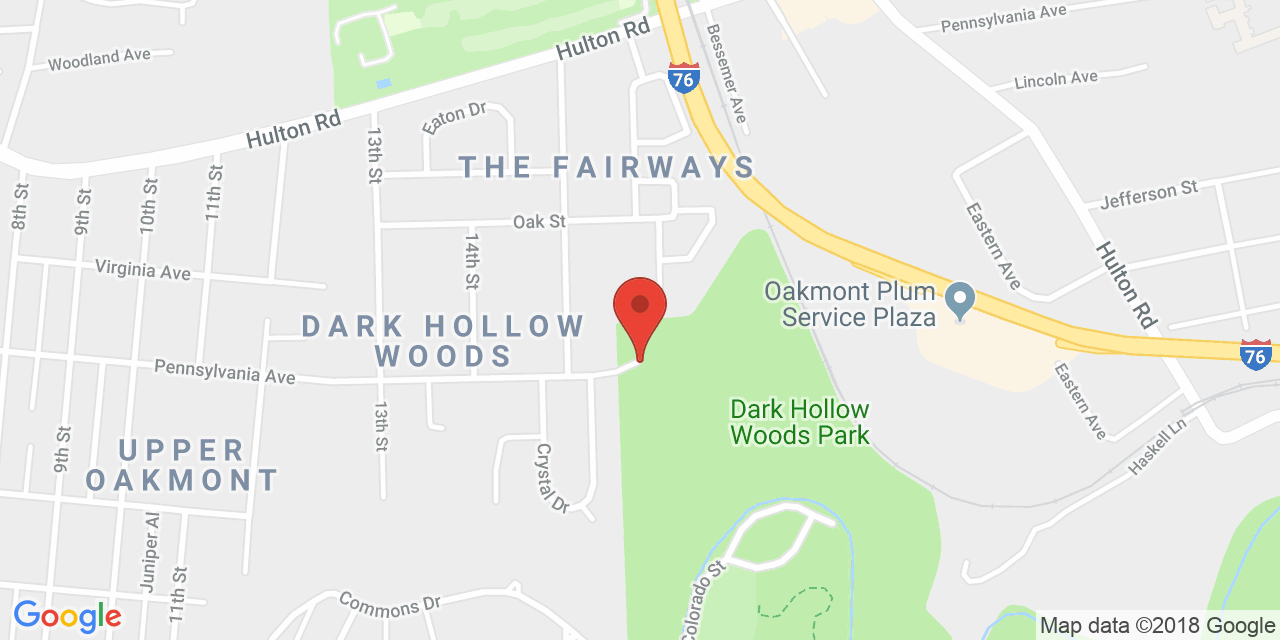 Pennsylvania Ave
Woodland Ave
Hulton Rd
Bessemer Ave
76
Lincoln Ave
Hulton Rd
Eaton Dr
13th St
THE FAIRWAYS
8th St
9th St
10th St
11th St
Jefferson St
Oak St
Eastern Ave
14th St
Virginia Ave
Hulton Rd
Oakmont Plum
Service Plaza
DARK HOLLOW
WOODS
76
Pennsylvania Ave
Eastern Ave
Dark Hollow
Woods Park
13th St
9th St
UPPER
OAKMONT
Crystal Dr
Haskell Ln
Juniper Al
11th St
Colorado St
Commons Dr
Google
Map data ©2018 Google